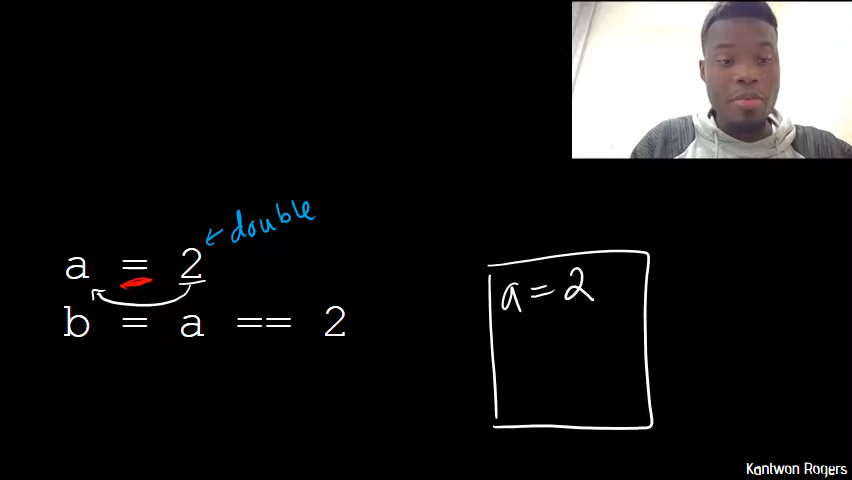 double
a = 2
b = a == 2
a = 2
Kantwon Rogers